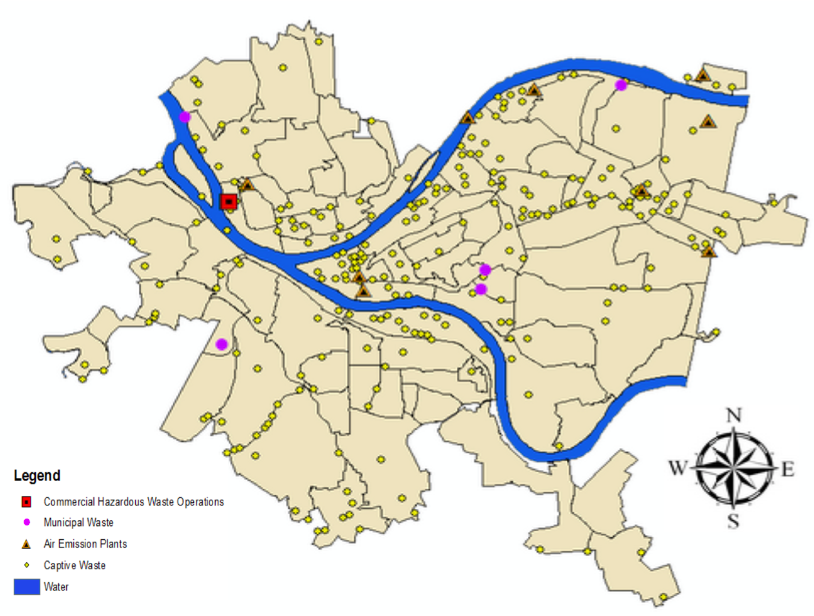 N
W
E
S
Legend
Commercial Hazardous Waste Operations
Municipal Waste
Air Emission Plants
Captive Waste
Water